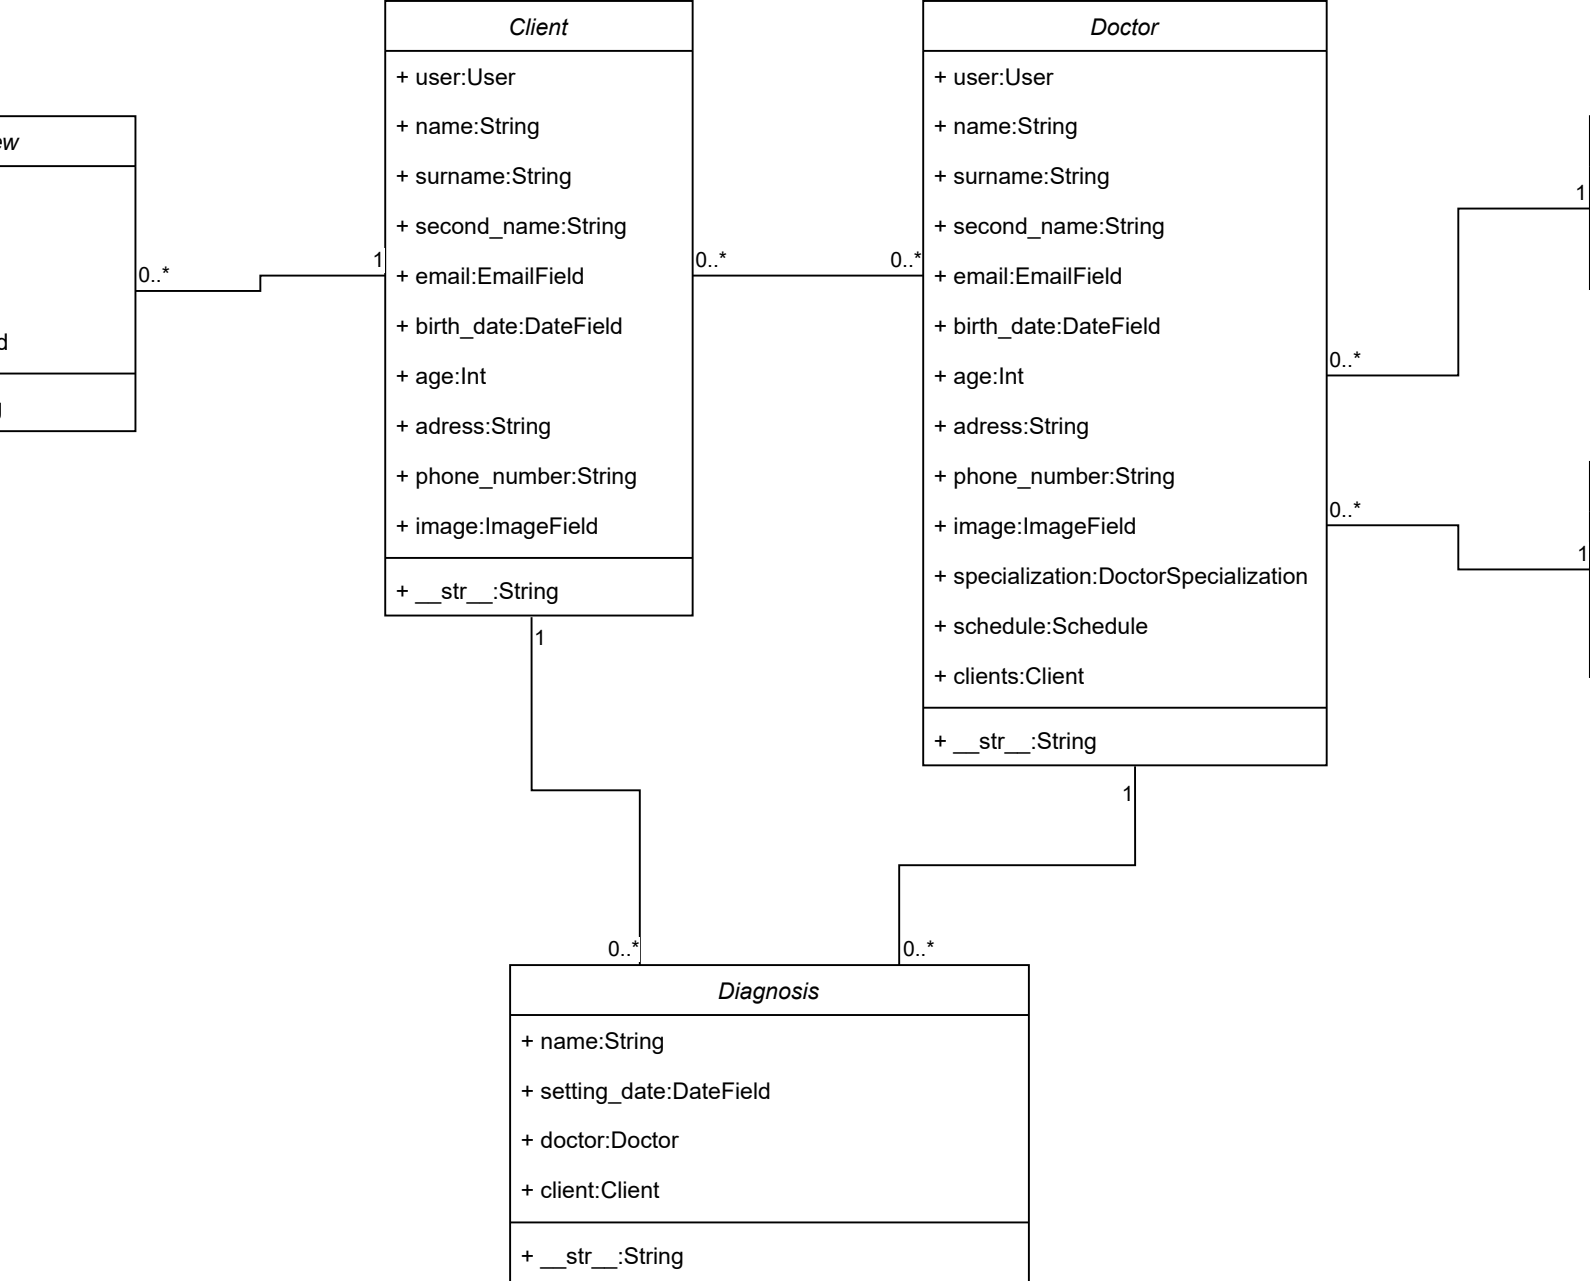 ew
d
0..*
1
Client
+ user:User
+ name:String
+ surname:String
+ second_name:String
+ email:EmailField
+ birth_date:DateField
+ age:Int
+ adress:String
+ phone_number:String
+ image:ImageField
+ __str__:String
0..*
0..*
Doctor
+ user:User
+ name:String
+ surname:String
+ second_name:String
+ email:EmailField
+ birth_date:DateField
+ age:Int
+ adress:String
+ phone_number:String
+ image:ImageField
+ specialization:DoctorSpecialization
+ schedule:Schedule
+ clients:Client
+ __str__:String
1
0..*
0..*
1
1
1
0..*
0..*
Diagnosis
+ name:String
+ setting_date:DateField
+ doctor:Doctor
+ client:Client
+ __str__:String